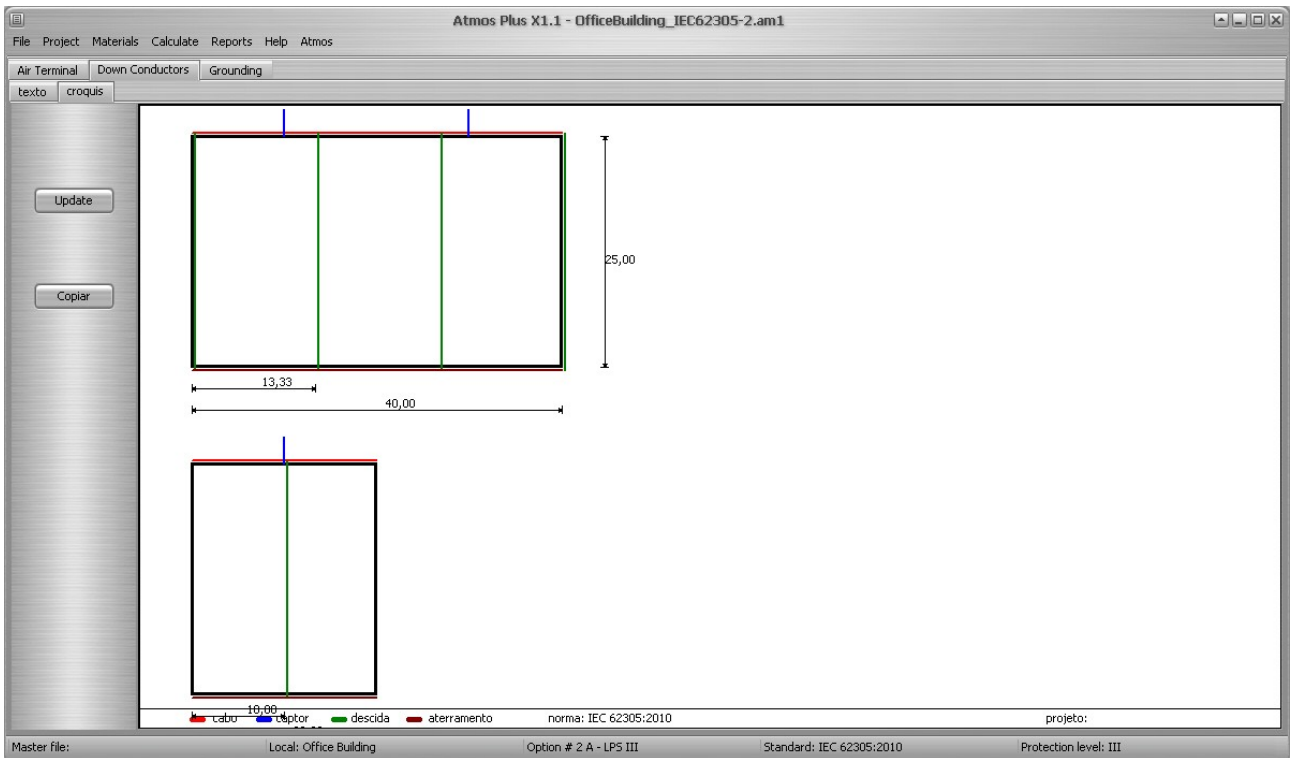 Atmos Plus X1.1 - OfficeBuilding_IEC62305-2.am1
File Project Materials Calculate Reports Help Atmos
Air Terminal Down Conductors Grounding
texto croquis
Update
Copiar
25,00
13,33
40,00
10,00
cabo captor descida aterramento norma: IEC 62305:2010 projeto:
Master file: Local: Office Building Option # 2 A - LPS III Standard: IEC 62305:2010 Protection level: III